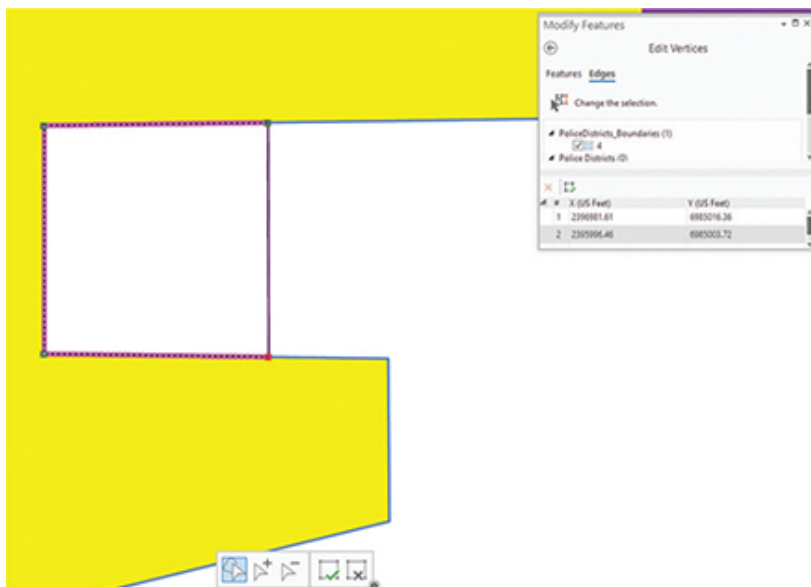 Modify Features
Edit Vertices
Features Edges
Change the selection.
PoliceDistricts_Boundaries (1)
4
Police Districts (0)
# X (US Feet) Y (US Feet)
1 2396981.61 6985016.36
2 2395996.46 6985003.72